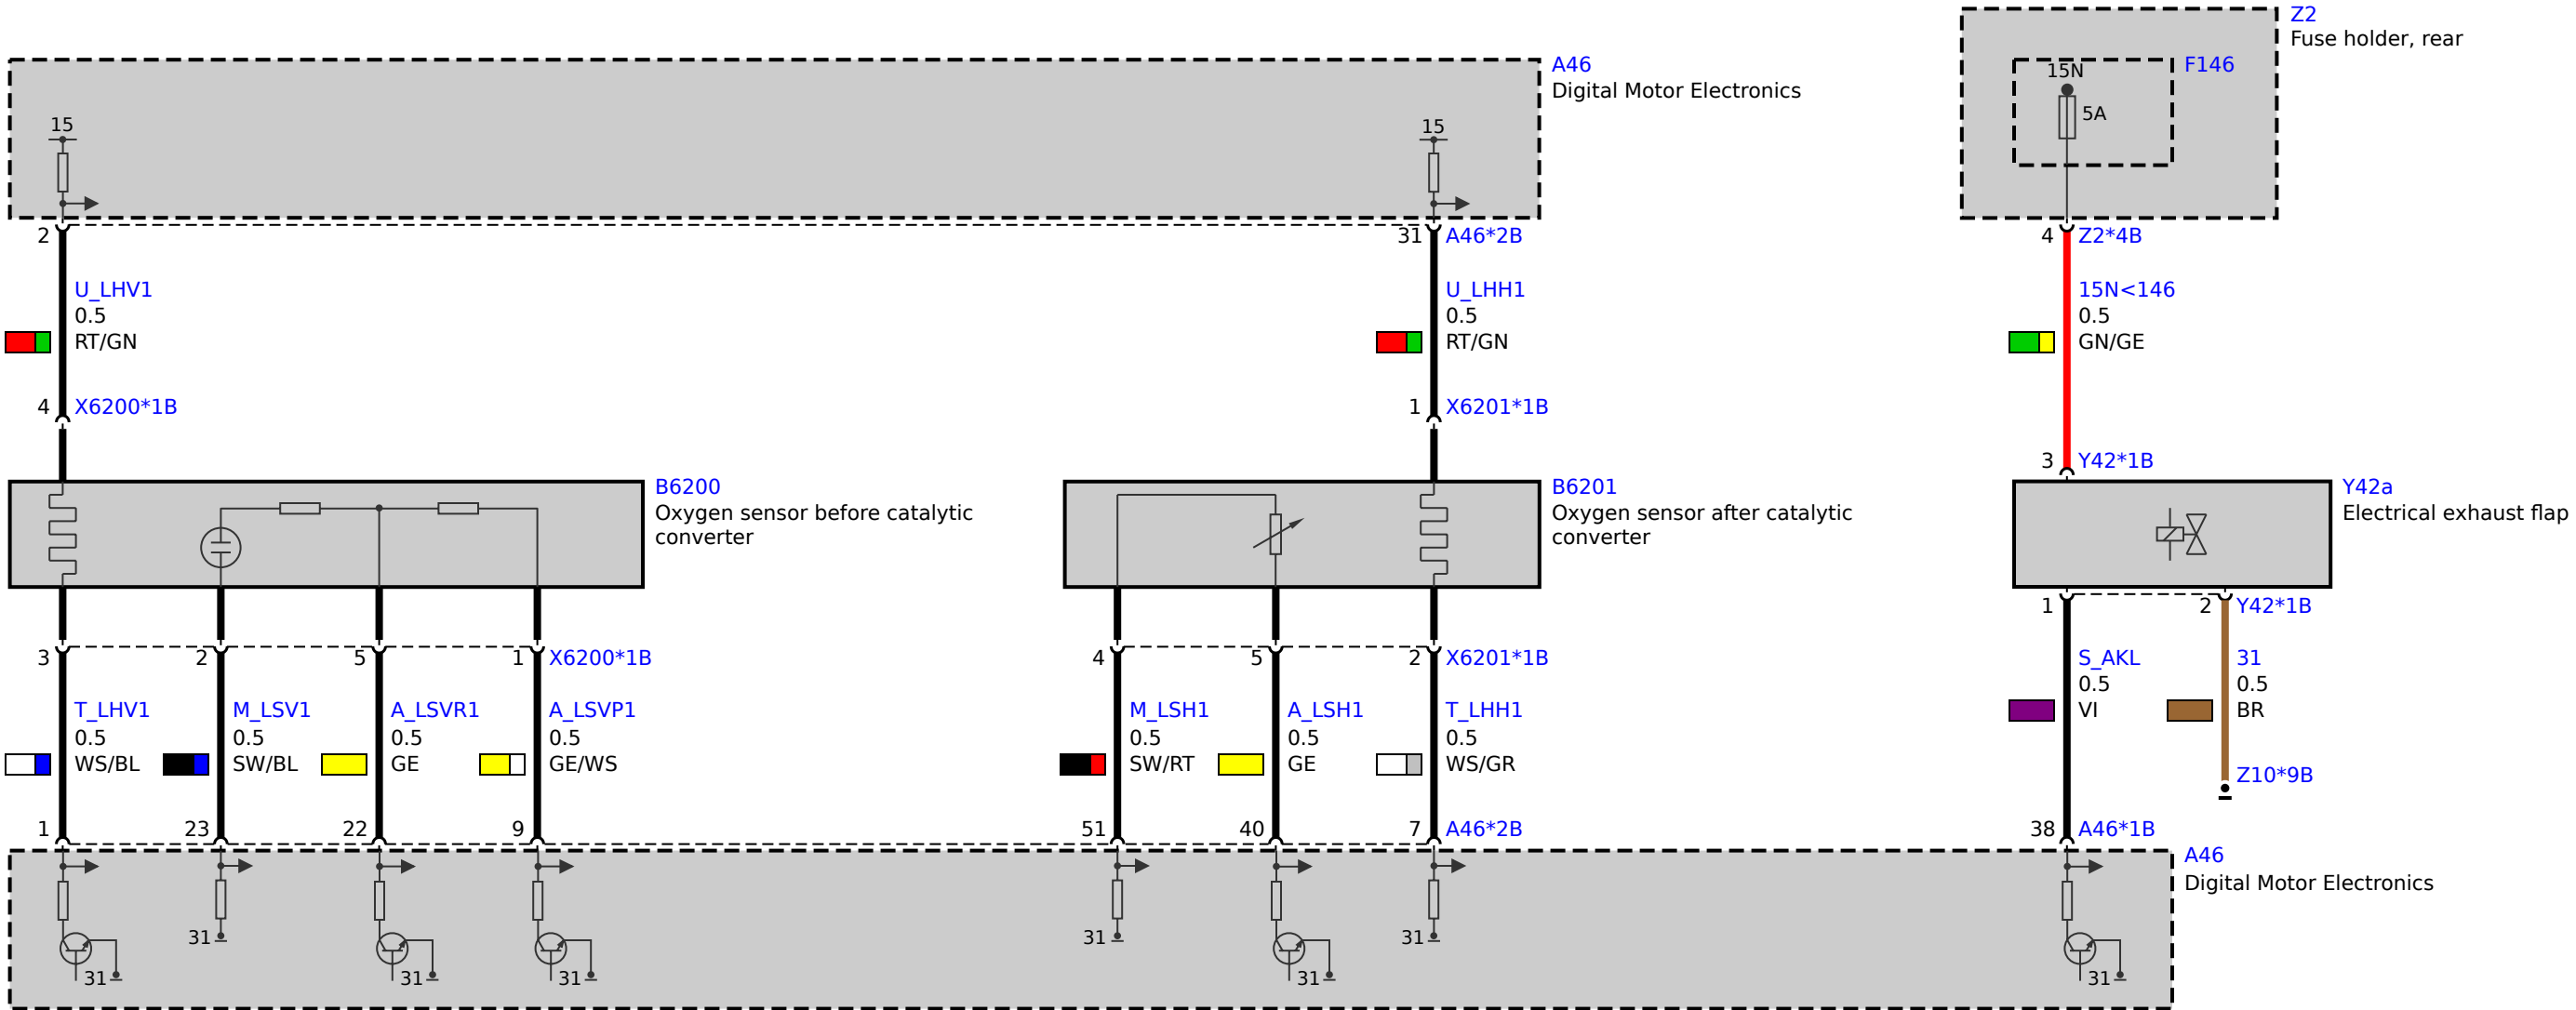 Z2
Fuse holder, rear
A46
Digital Motor Electronics
15N
F146
5A
15
15
2
31
A46*2B
4
Z2*4B
U_LHV1
0.5
RT/GN
U_LHH1
0.5
RT/GN
15N<146
0.5
GN/GE
4
X6200*1B
1
X6201*1B
3
Y42*1B
B6200
Oxygen sensor before catalytic
converter
B6201
Oxygen sensor after catalytic
converter
Y42a
Electrical exhaust flap
1
2
Y42*1B
3
2
5
1
X6200*1B
4
5
2
X6201*1B
S_AKL
0.5
VI
31
0.5
BR
T_LHV1
0.5
WS/BL
M_LSV1
0.5
SW/BL
A_LSVR1
0.5
GE
A_LSVP1
0.5
GE/WS
M_LSH1
0.5
SW/RT
A_LSH1
0.5
GE
T_LHH1
0.5
WS/GR
Z10*9B
1
23
22
9
51
40
7
A46*2B
38
A46*1B
A46
Digital Motor Electronics
31
31
31
31
31
31
31
31